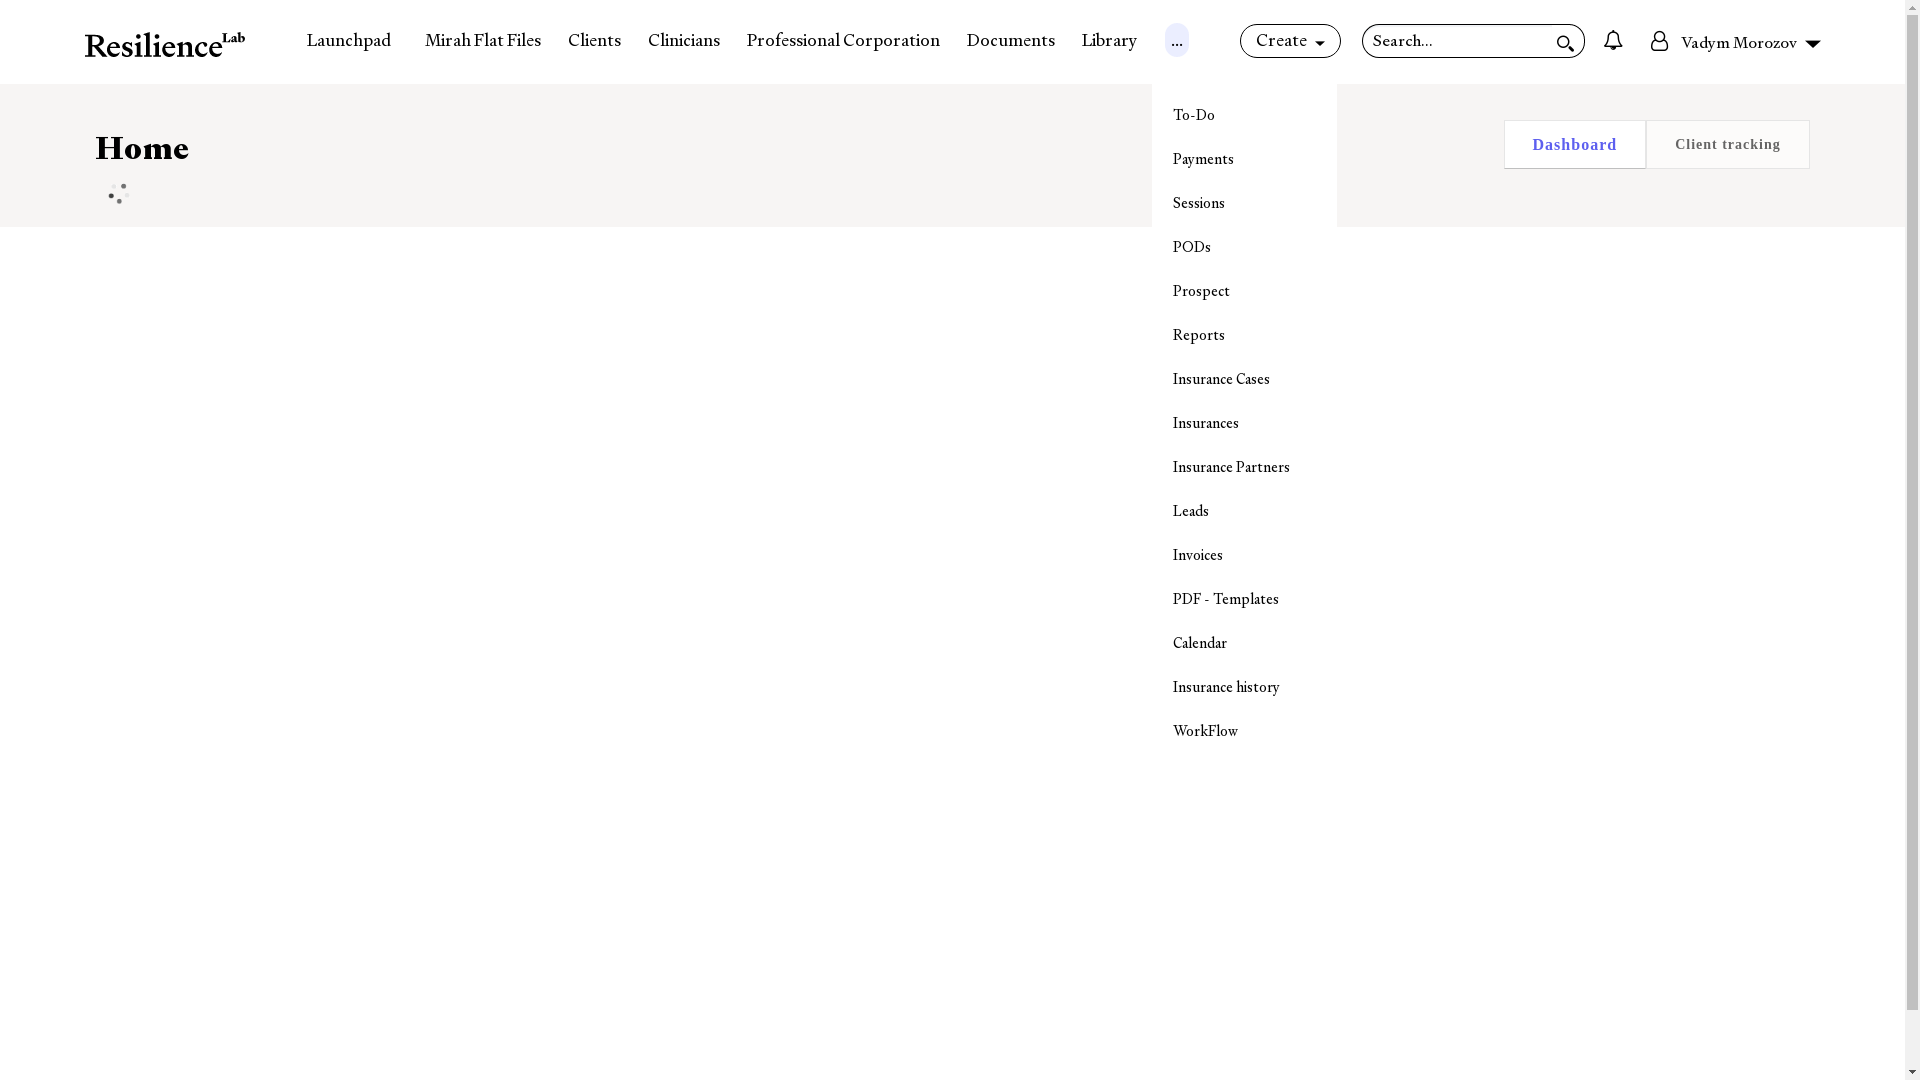 ResilienceLab
Launchpad Mirah Flat Files Clients Clinicians Professional Corporation Documents Library ... Create Search... Vadym Morozov
Home
Dashboard Client tracking
To-Do
Payments
Sessions
PODs
Prospect
Reports
Insurance Cases
Insurances
Insurance Partners
Leads
Invoices
PDF - Templates
Calendar
Insurance history
WorkFlow